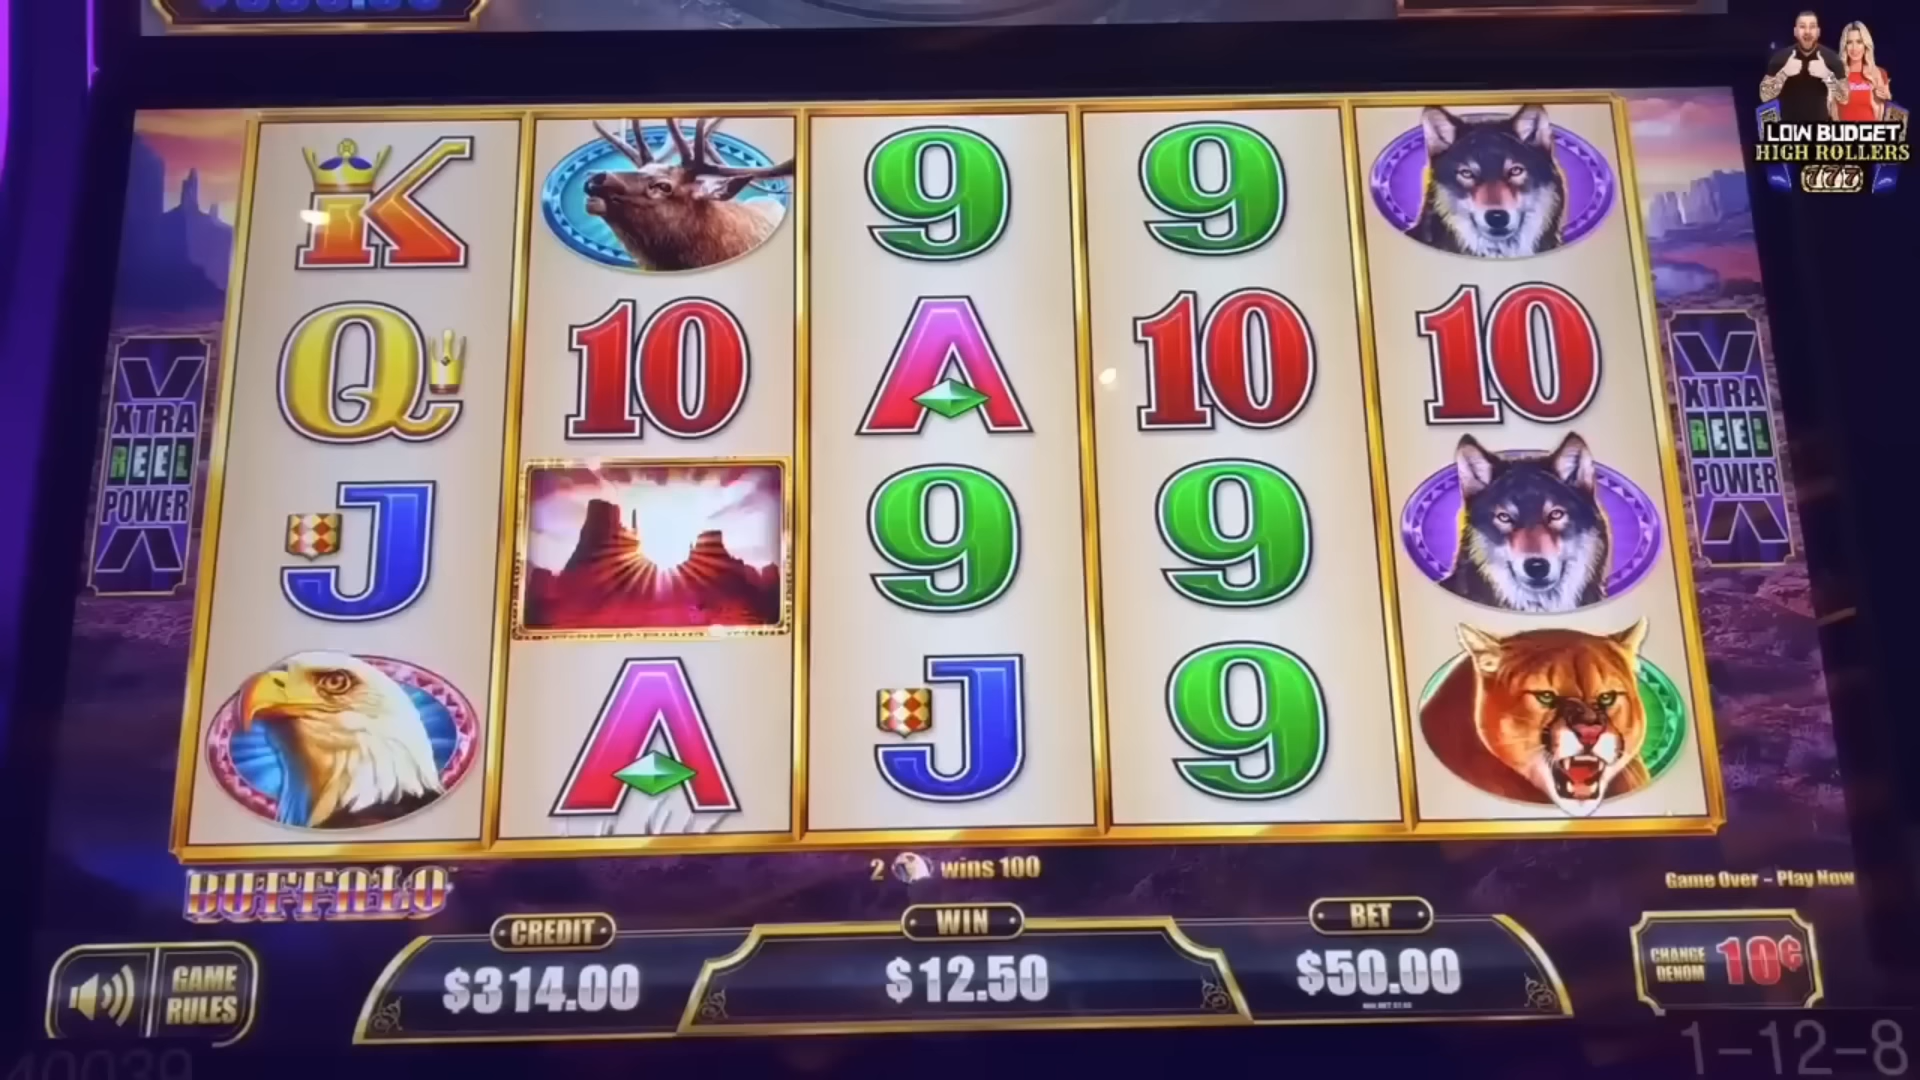 LOW BUDGET
HIGH ROLLERS
777
K
9
9
Q
10
A
10
10
XTRA
REEL
POWER
XTRA
REEL
POWER
J
9
9
A
J
9
BUFFALO
2 wins 100
Game Over - Play Now
CREDIT
WIN
BET
$314.00
$12.50
$50.00
GAME
RULES
CHANGE
DENOM
10¢
40039
1-12-8